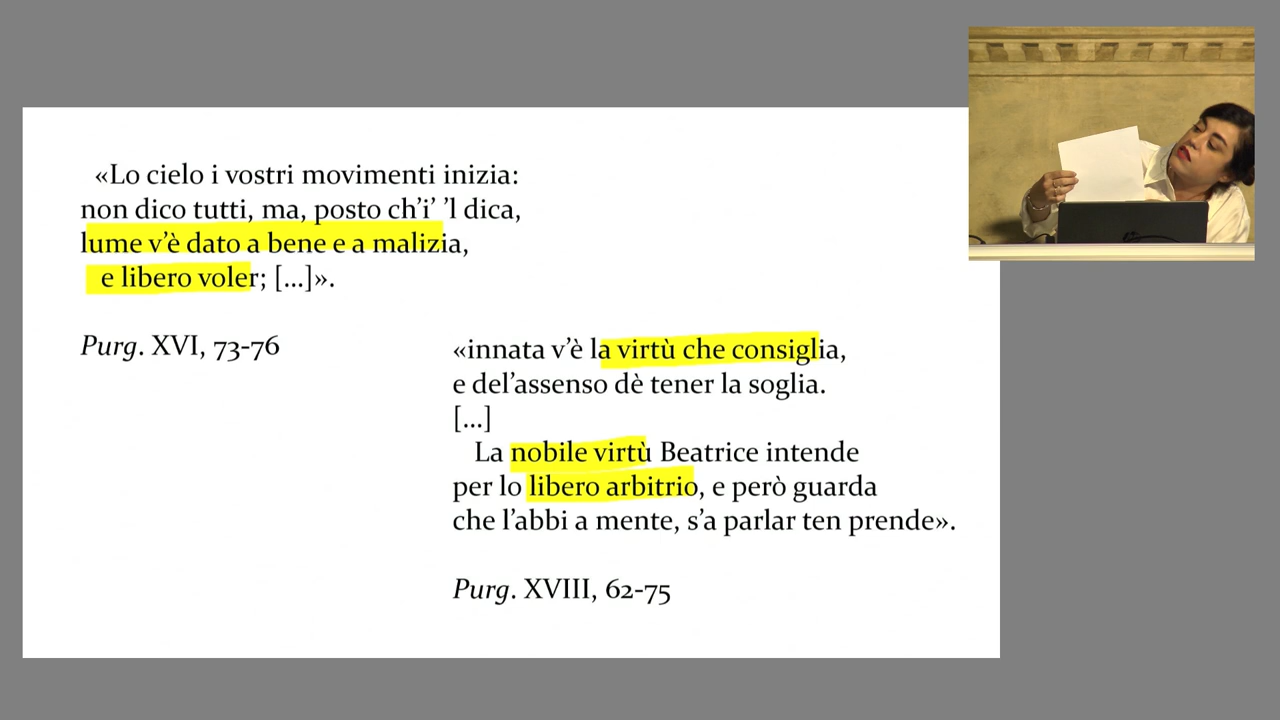 «Lo cielo i vostri movimenti inizia:
non dico tutti, ma, posto ch’i’ ’l dica,
lume v’è dato a bene e a malizia,
e libero voler; [...]».
Purg. XVI, 73-76
«innata v’è la virtù che consiglia,
e del’assenso dè tener la soglia.
[...]
La nobile virtù Beatrice intende
per lo libero arbitrio, e però guarda
che l’abbi a mente, s’a parlar ten prende».
Purg. XVIII, 62-75